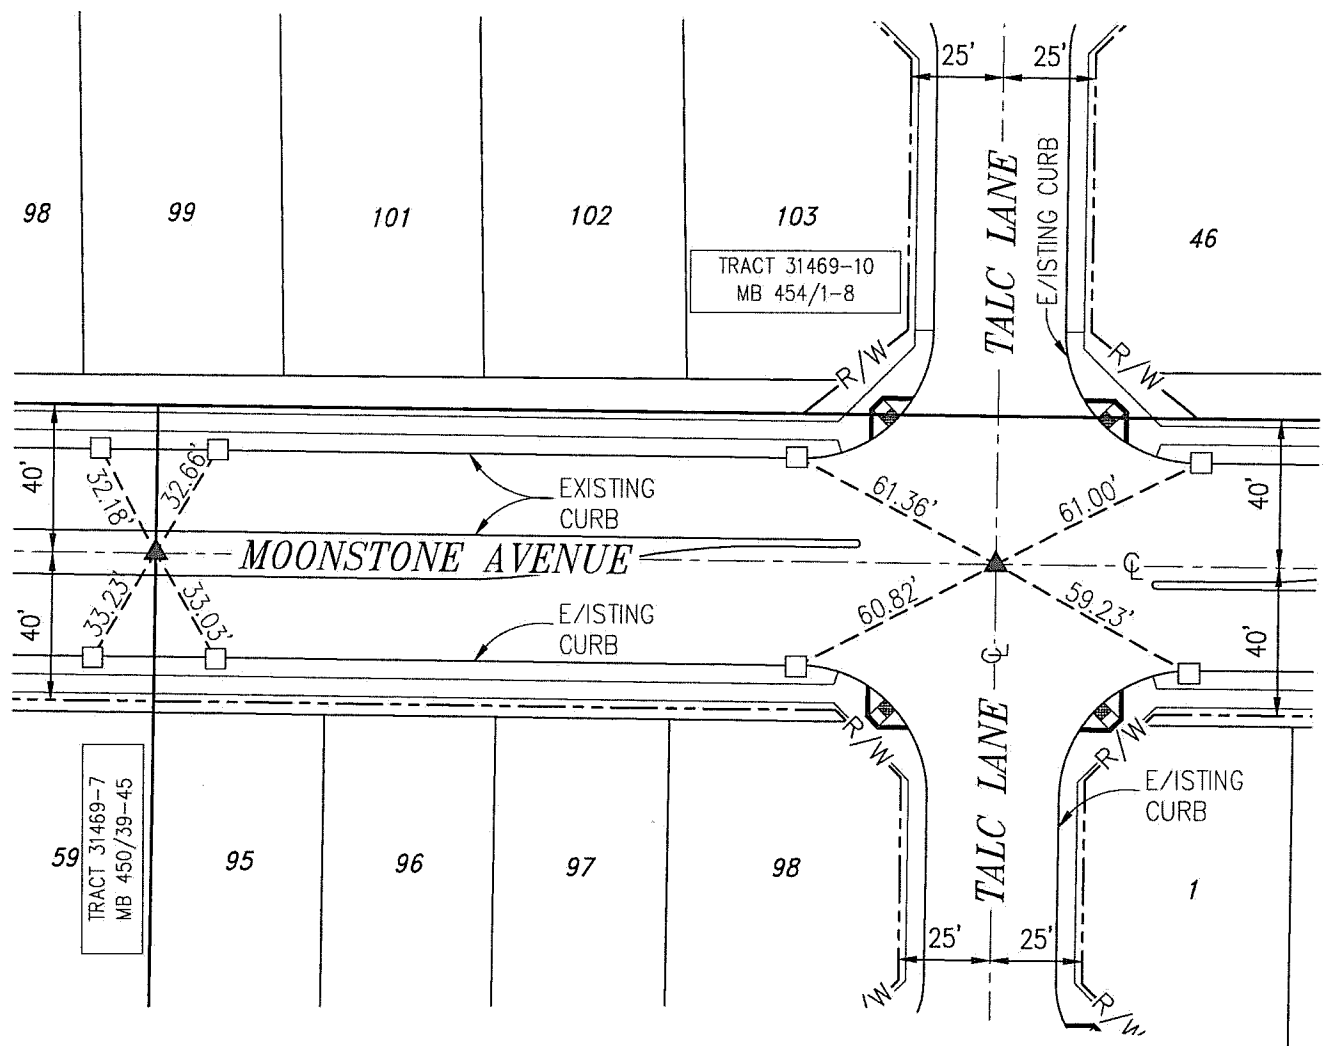 25'
25'
98
99
101
102
103
46
TALC LANE
E/ISTING CURB
TRACT 31469-10
MB 454/1-8
R/W
R/W
40'
32.18'
32.66'
EXISTING
CURB
61.36'
61.00'
40'
MOONSTONE AVENUE
℄
40'
33.23'
33.03'
E/ISTING
CURB
60.82'
59.23'
40'
℄
TALC LANE
R/W
R/W
E/ISTING
CURB
TRACT 31469-7
MB 450/39-45
59
95
96
97
98
1
25'
25'
/W
R/W